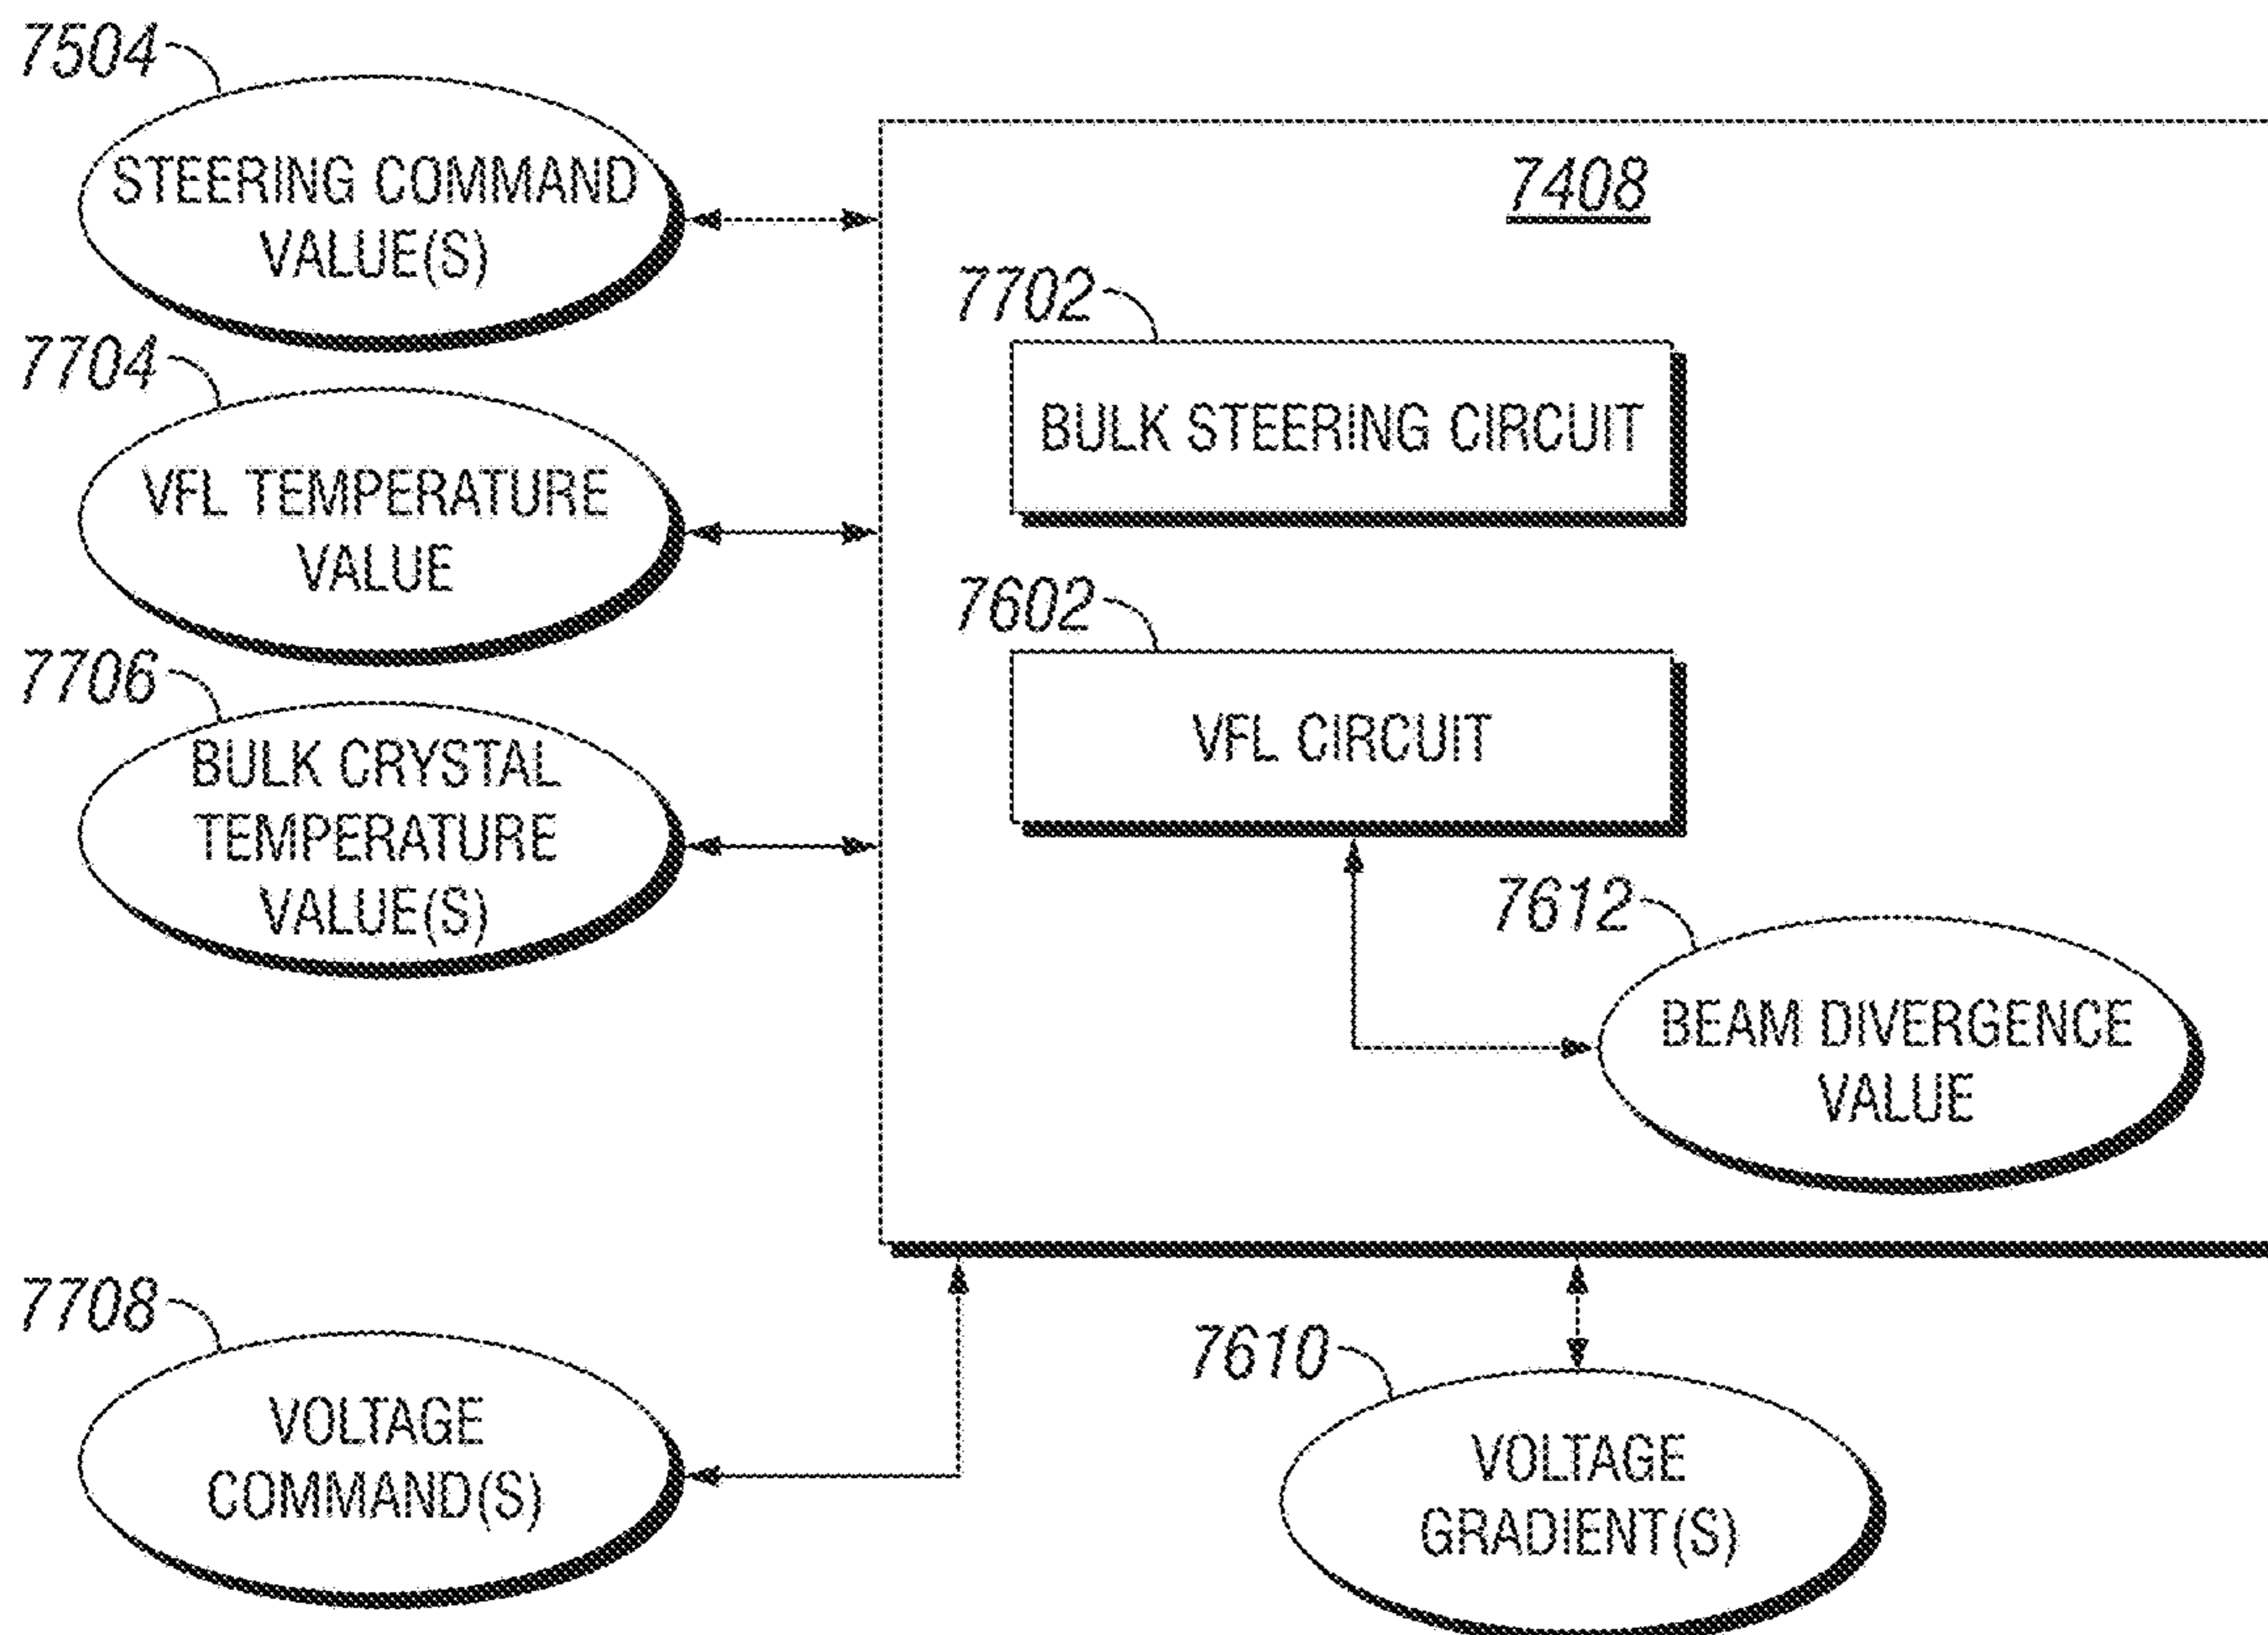 7504
STEERING COMMAND
VALUE(S)
7408
7702
BULK STEERING CIRCUIT
7704
VFL TEMPERATURE
VALUE
7602
VFL CIRCUIT
7706
BULK CRYSTAL
TEMPERATURE
VALUE(S)
7612
BEAM DIVERGENCE
VALUE
7708
VOLTAGE
COMMAND(S)
7610
VOLTAGE
GRADIENT(S)